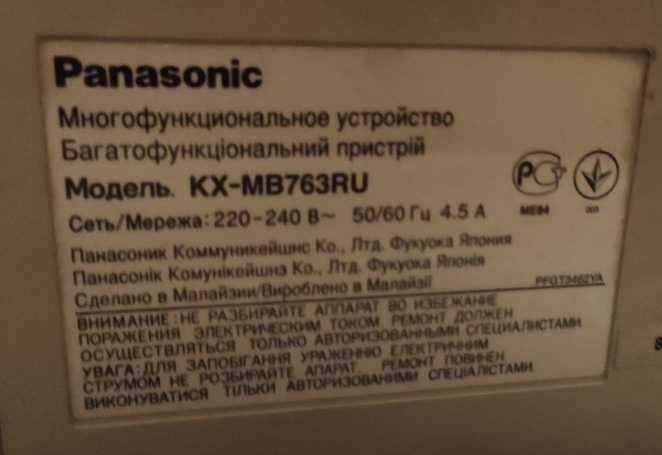 Panasonic
Многофункциональное устройство
Багатофункціональний пристрій
Модель. KX-MB763RU
Сеть/Мережа: 220-240 В~ 50/60 Гц 4.5 А
ME84
003
Панасоник Коммуникейшнс Ко., Лтд. Фукуока Япония
Панасонік Комунікейшнз Ко., Лтд. Фукуока Японія
Сделано в Малайзии/Вироблено в Малайзії
PFGT3462YA
ВНИМАНИЕ: НЕ РАЗБИРАЙТЕ АППАРАТ ВО ИЗБЕЖАНИЕ
ПОРАЖЕНИЯ ЭЛЕКТРИЧЕСКИМ ТОКОМ. РЕМОНТ ДОЛЖЕН
ОСУЩЕСТВЛЯТЬСЯ ТОЛЬКО АВТОРИЗОВАННЫМИ СПЕЦИАЛИСТАМИ.
УВАГА: ДЛЯ ЗАПОБІГАННЯ УРАЖЕННЮ ЕЛЕКТРИЧНИМ
СТРУМОМ НЕ РОЗБИРАЙТЕ АПАРАТ. РЕМОНТ ПОВИНЕН
ВИКОНУВАТИСЯ ТІЛЬКИ АВТОРИЗОВАНИМИ СПЕЦІАЛІСТАМИ.